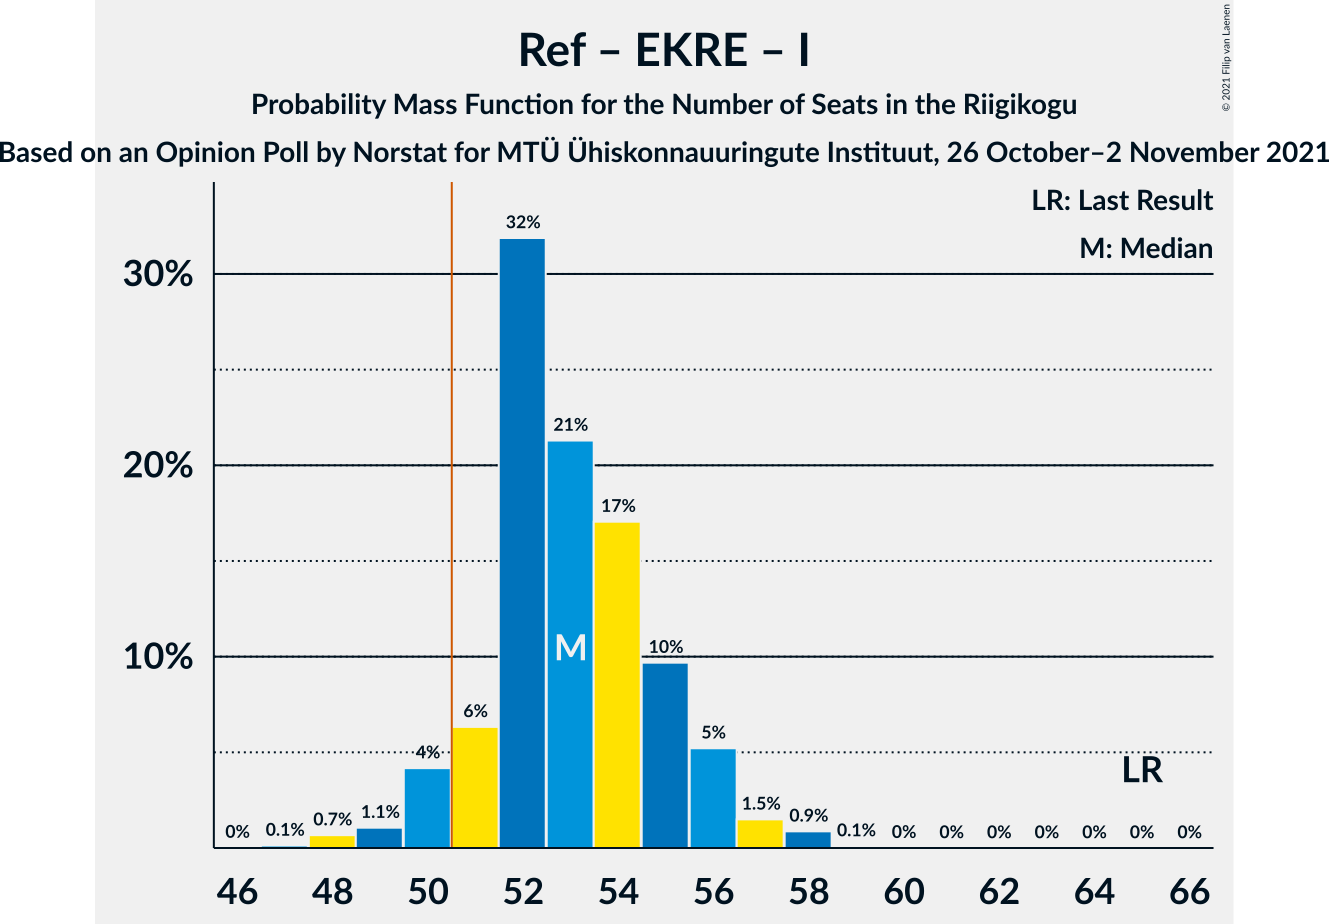 Ref – EKRE – I
Probability Mass Function for the Number of Seats in the Riigikogu
Based on an Opinion Poll by Norstat for MTÜ Ühiskonnauuringute Instituut, 26 October–2 November 2021
© 2021 Filip van Laenen
LR: Last Result
M: Median
30%
20%
10%
0% 0.1% 0.7% 1.1% 4% 6% 32% 21% 17% 10% 5% 1.5% 0.9% 0.1% 0% 0% 0% 0% 0% 0% 0%
M
LR
46 48 50 52 54 56 58 60 62 64 66